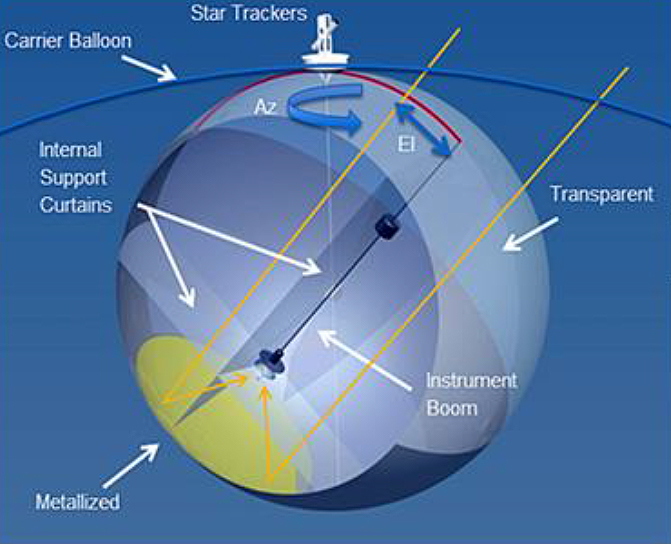 Star Trackers
Carrier Balloon
Az
El
Internal
Support
Curtains
Transparent
Instrument
Boom
Metallized